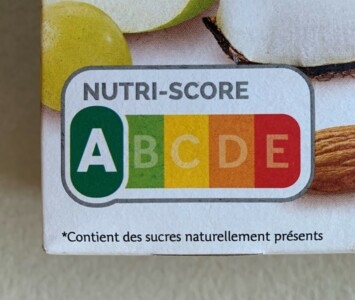 NUTRI-SCORE
A B C D E
*Contient des sucres naturellement présents